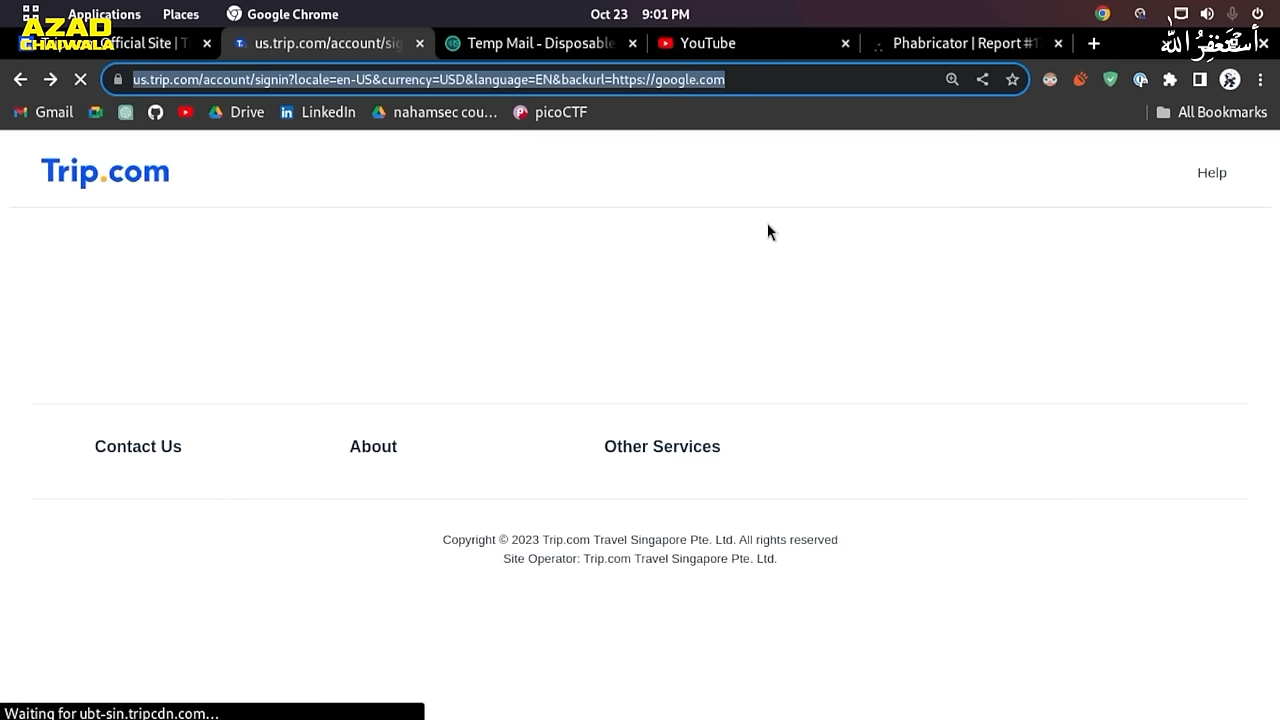 Applications Places Google Chrome Oct 23 9:01 PM
AZAD
CHAIWALA
أستغفر الله
Official Site | T us.trip.com/account/sig Temp Mail - Disposable YouTube Phabricator | Report #1
us.trip.com/account/signin?locale=en-US&currency=USD&language=EN&backurl=https://google.com
Gmail Drive LinkedIn nahamsec cou... picoCTF All Bookmarks
Trip.com Help
Contact Us About Other Services
Copyright © 2023 Trip.com Travel Singapore Pte. Ltd. All rights reserved
Site Operator: Trip.com Travel Singapore Pte. Ltd.
Waiting for ubt-sin.tripcdn.com...